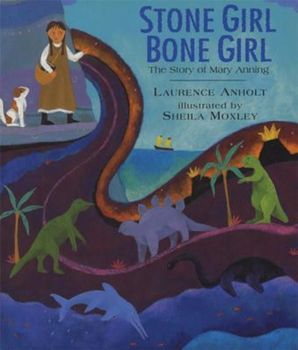 STONE GIRL
BONE GIRL
The Story of Mary Anning
LAURENCE ANHOLT
illustrated by
SHEILA MOXLEY